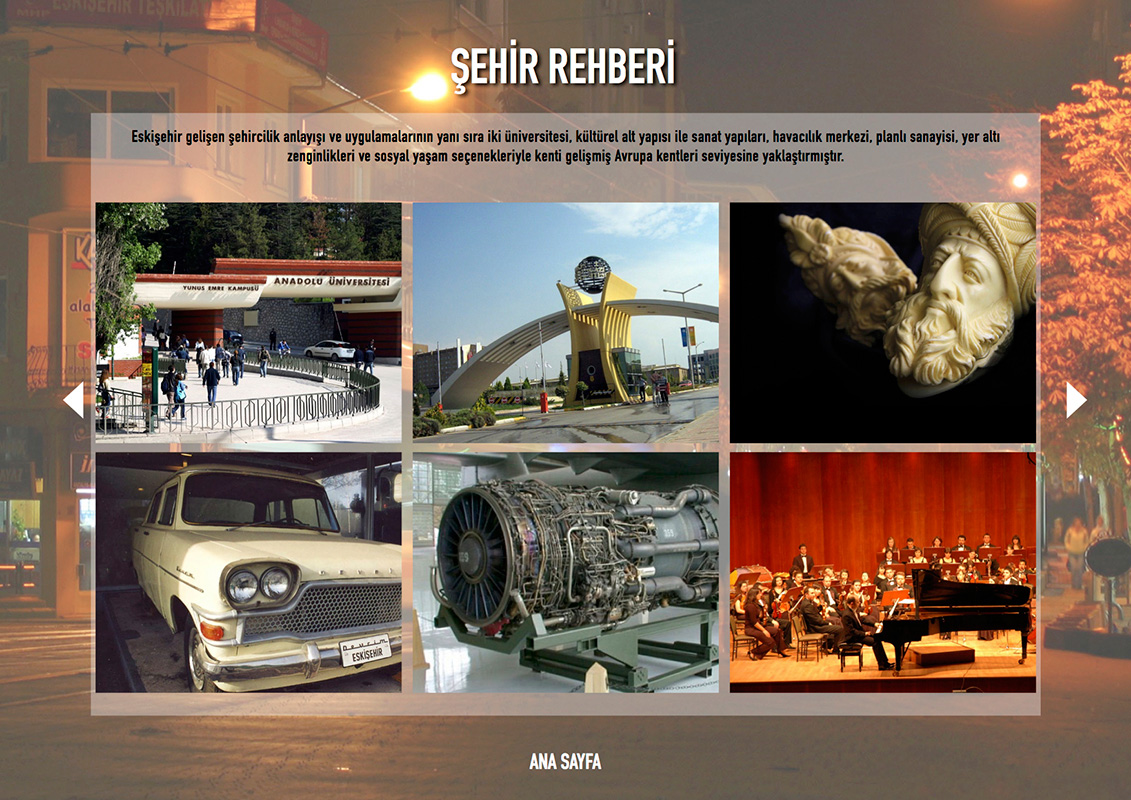 ESKİŞEHİR TEŞKİLA
ŞEHİR REHBERİ
Eskişehir gelişen şehircilik anlayışı ve uygulamalarının yanı sıra iki üniversitesi, kültürel alt yapısı ile sanat yapıları, havacılık merkezi, planlı sanayisi, yer altı
zenginlikleri ve sosyal yaşam seçenekleriyle kenti gelişmiş Avrupa kentleri seviyesine yaklaştırmıştır.
YUNUS EMRE KAMPUSÜ
ANADOLU ÜNİVERSİTESİ
Devrim
ESKİŞEHİR
ANA SAYFA